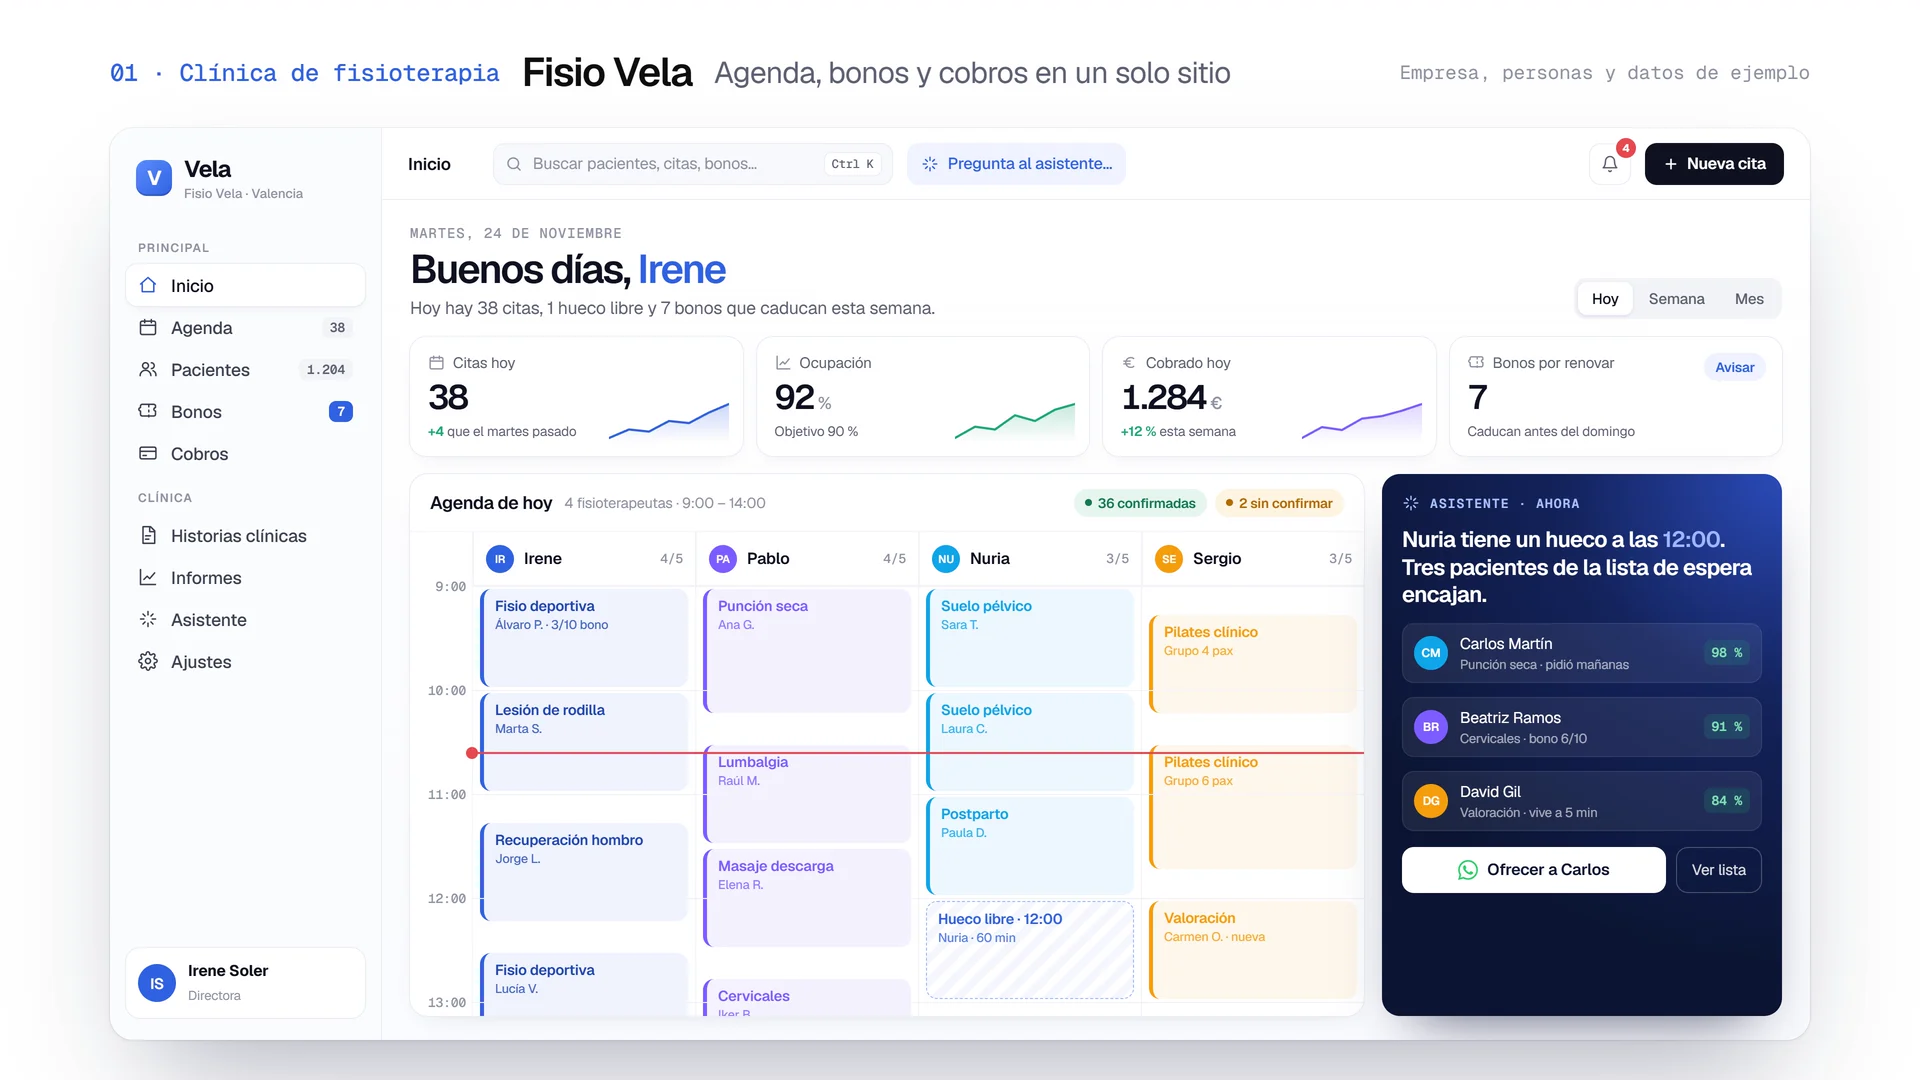 01 · Clínica de fisioterapia Fisio Vela Agenda, bonos y cobros en un solo sitio Empresa, personas y datos de ejemplo
V
Vela
Fisio Vela · Valencia
PRINCIPAL
Inicio
Agenda 38
Pacientes 1.204
Bonos 7
Cobros
CLÍNICA
Historias clínicas
Informes
Asistente
Ajustes
IS
Irene Soler
Directora
Inicio
Buscar pacientes, citas, bonos... Ctrl K
Pregunta al asistente...
4
+ Nueva cita
MARTES, 24 DE NOVIEMBRE
Buenos días, Irene
Hoy hay 38 citas, 1 hueco libre y 7 bonos que caducan esta semana.
Hoy Semana Mes
Citas hoy
38
+4 que el martes pasado
Ocupación
92 %
Objetivo 90 %
€ Cobrado hoy
1.284 €
+12 % esta semana
Bonos por renovar
Avisar
7
Caducan antes del domingo
Agenda de hoy 4 fisioterapeutas · 9:00 – 14:00
36 confirmadas
2 sin confirmar
IR Irene 4/5
PA Pablo 4/5
NU Nuria 3/5
SE Sergio 3/5
9:00
10:00
11:00
12:00
13:00
Fisio deportiva
Álvaro P. · 3/10 bono
Lesión de rodilla
Marta S.
Recuperación hombro
Jorge L.
Fisio deportiva
Lucía V.
Punción seca
Ana G.
Lumbalgia
Raúl M.
Masaje descarga
Elena R.
Cervicales
Iker B.
Suelo pélvico
Sara T.
Suelo pélvico
Laura C.
Postparto
Paula D.
Hueco libre · 12:00
Nuria · 60 min
Pilates clínico
Grupo 4 pax
Pilates clínico
Grupo 6 pax
Valoración
Carmen O. · nueva
ASISTENTE · AHORA
Nuria tiene un hueco a las 12:00.
Tres pacientes de la lista de espera
encajan.
CM
Carlos Martín
Punción seca · pidió mañanas
98 %
BR
Beatriz Ramos
Cervicales · bono 6/10
91 %
DG
David Gil
Valoración · vive a 5 min
84 %
Ofrecer a Carlos
Ver lista